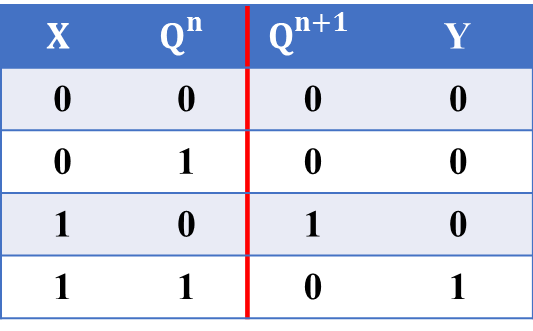 X Qⁿ Qⁿ⁺¹ Y
0 0 0 0
0 1 0 0
1 0 1 0
1 1 0 1